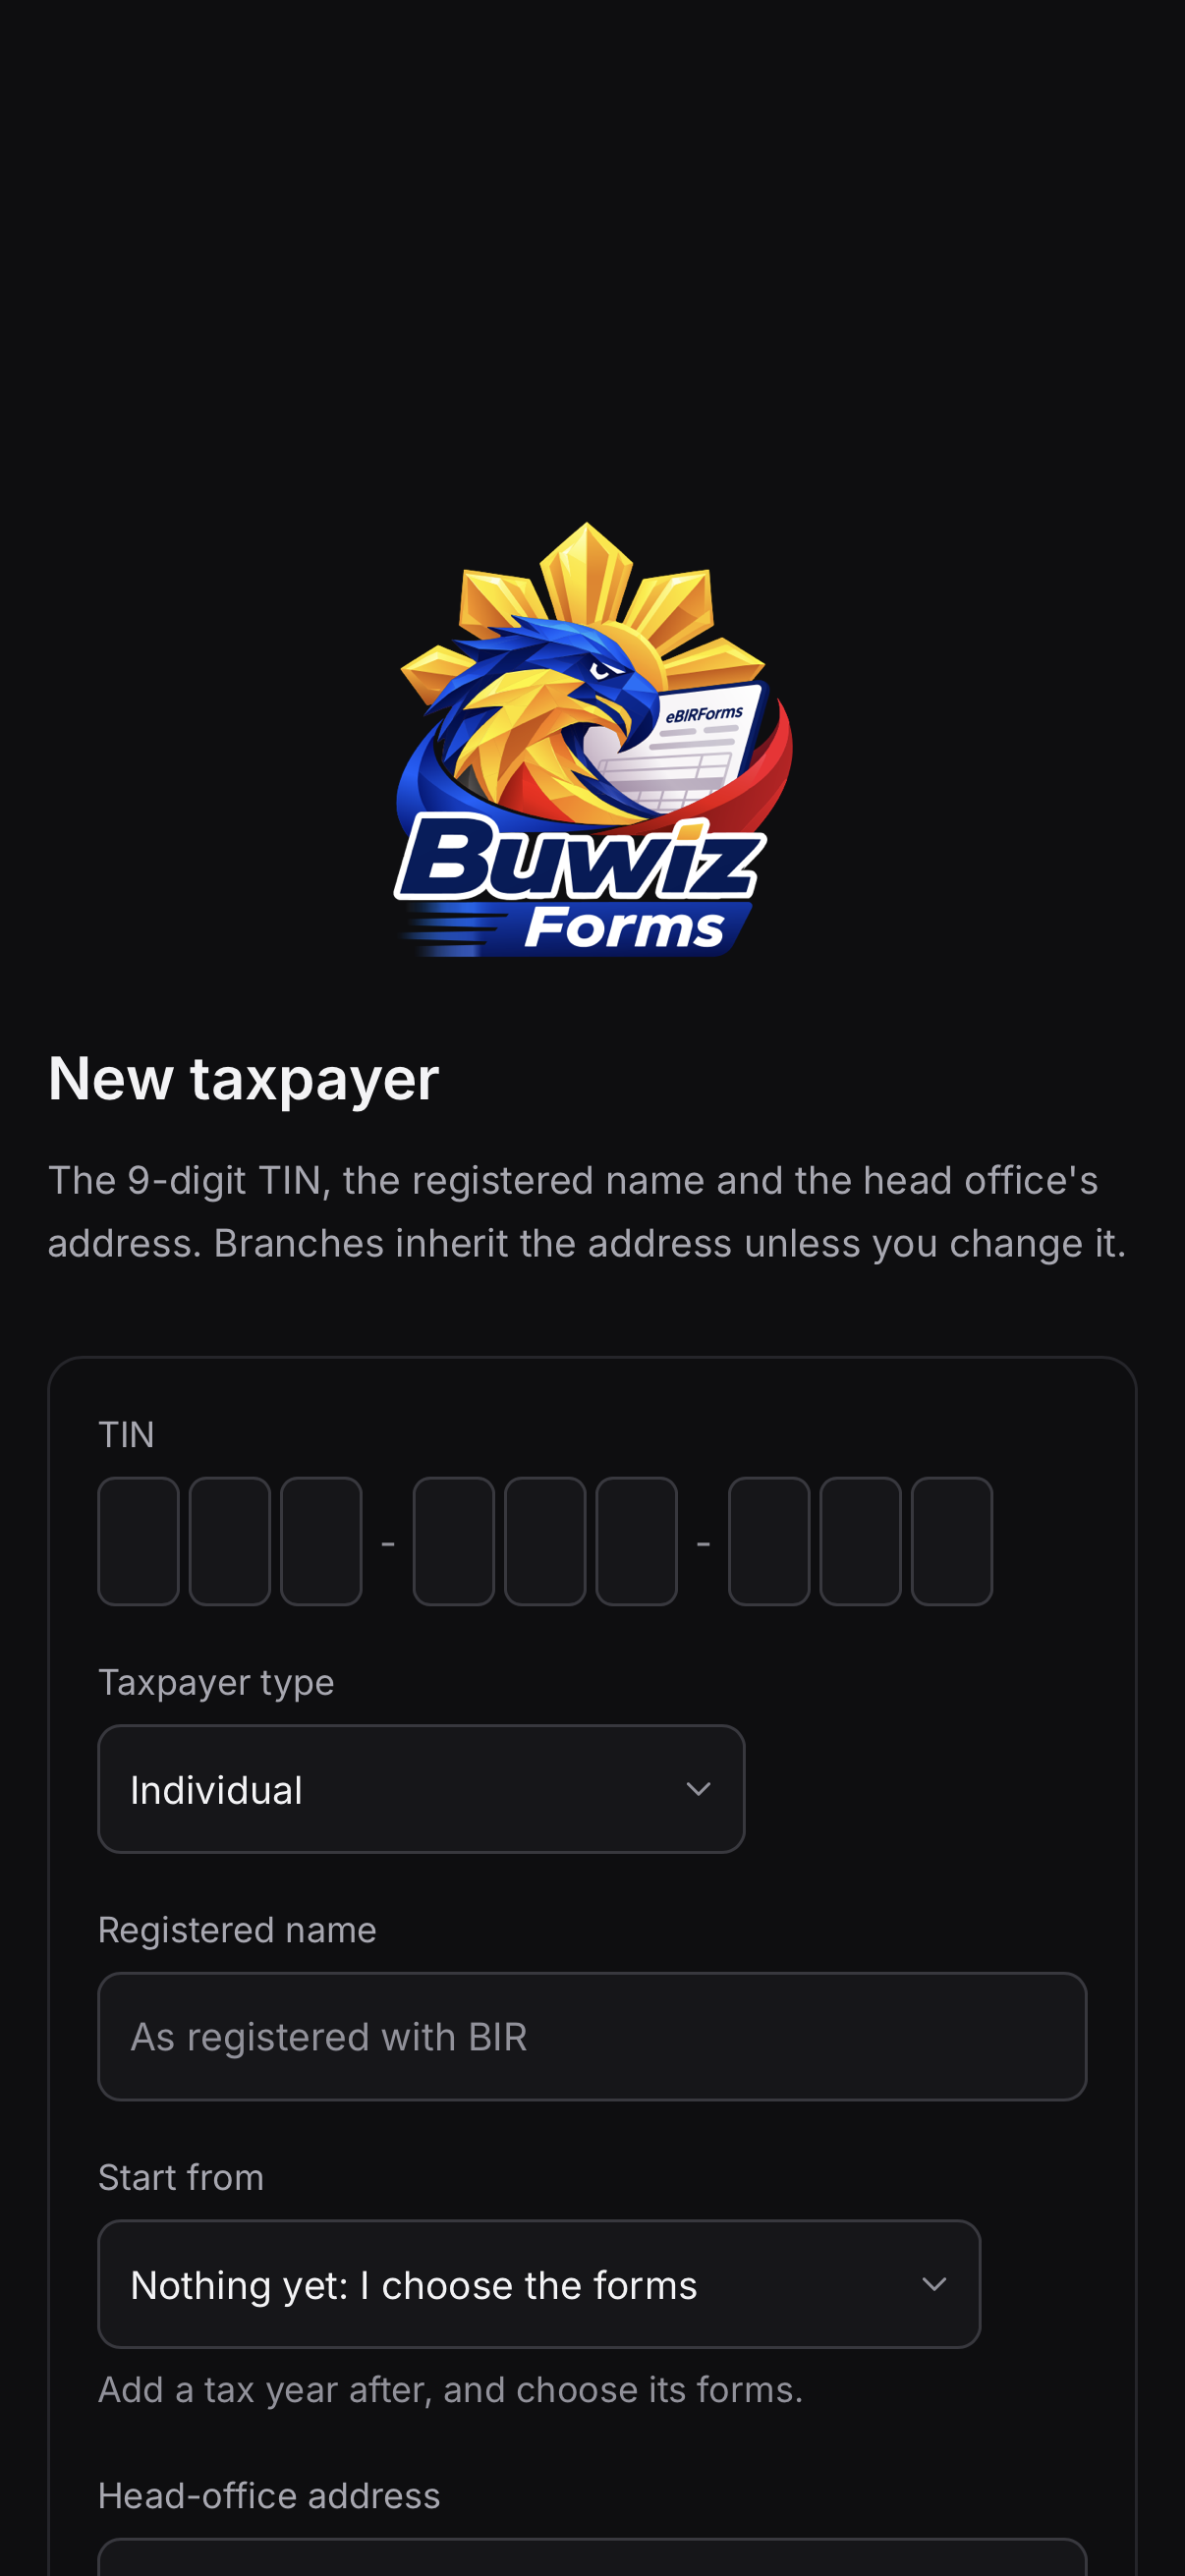 eBIRForms
Buwiz
Forms
New taxpayer
The 9-digit TIN, the registered name and the head office's
address. Branches inherit the address unless you change it.
TIN
- -
Taxpayer type
Individual
Registered name
As registered with BIR
Start from
Nothing yet: I choose the forms
Add a tax year after, and choose its forms.
Head-office address